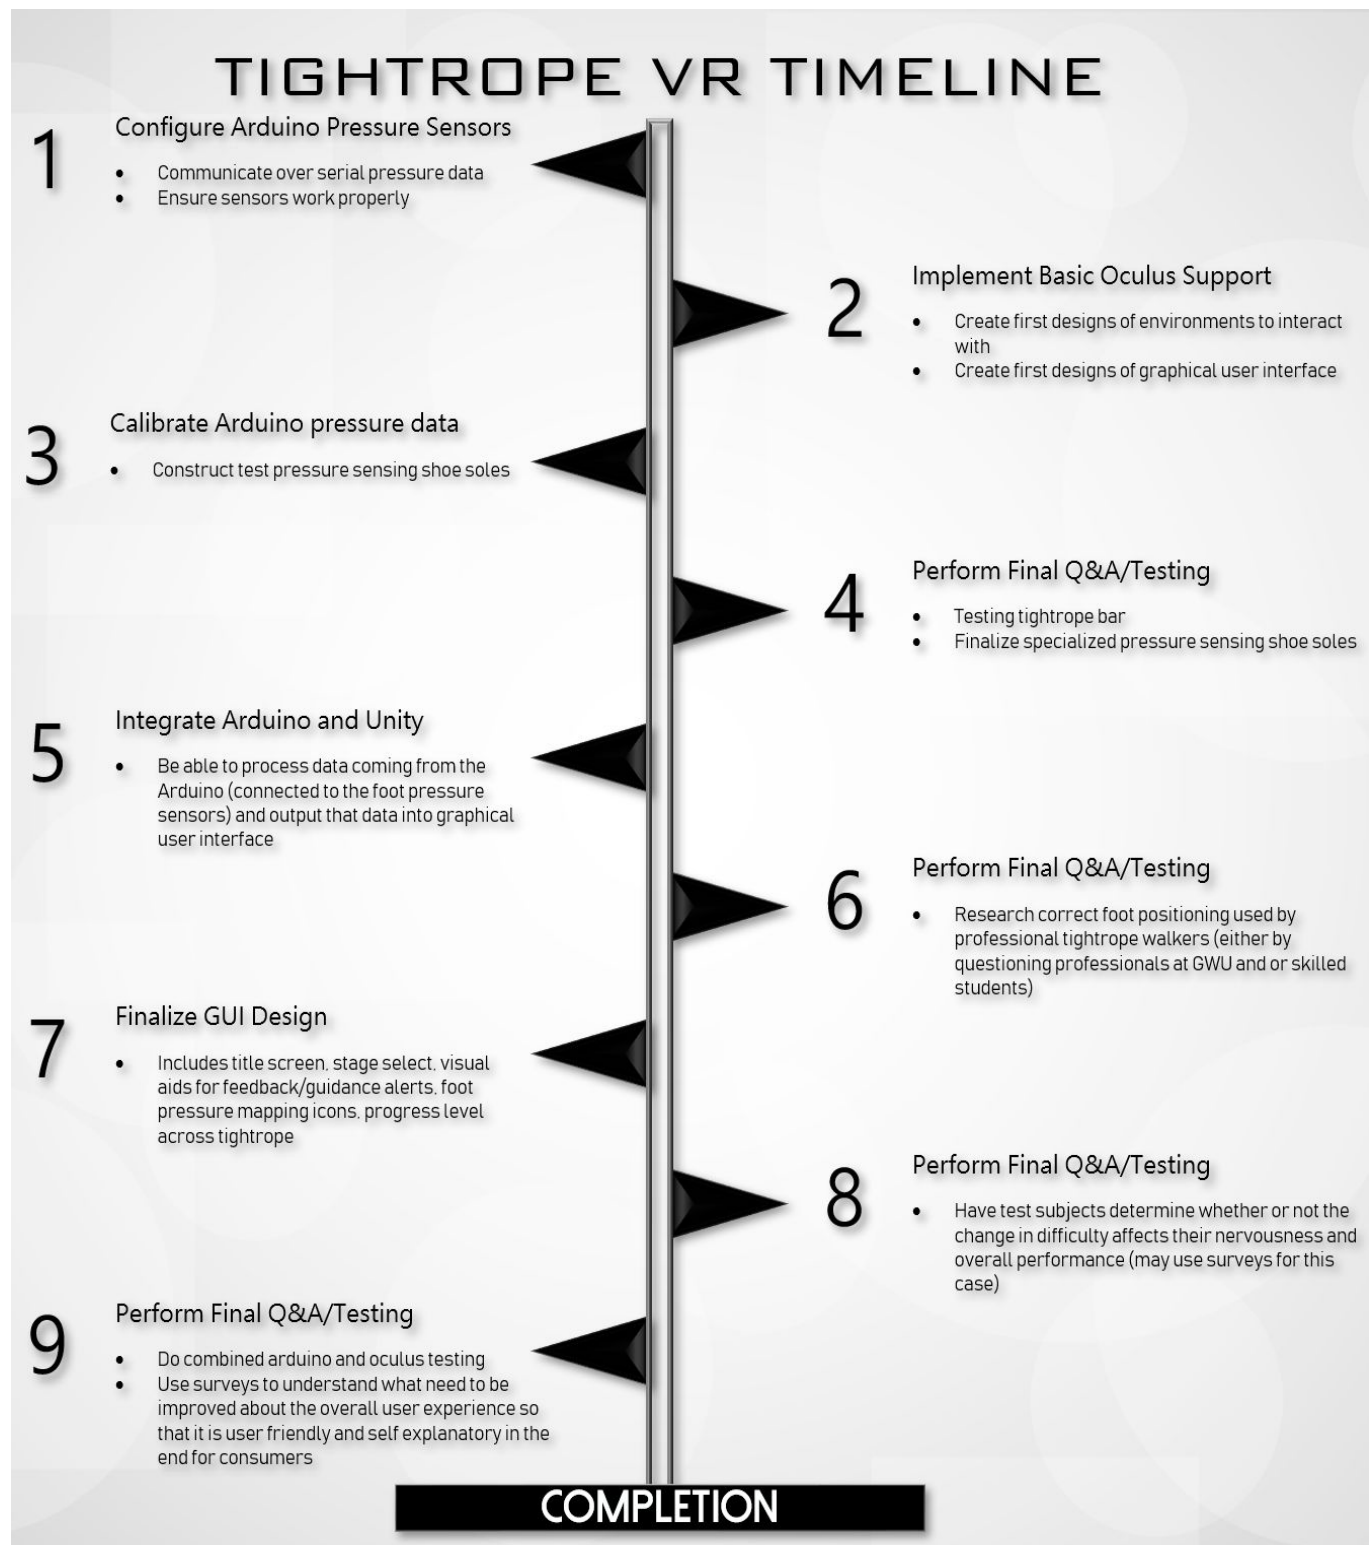 TIGHTROPE VR TIMELINE
1
Configure Arduino Pressure Sensors
• Communicate over serial pressure data
• Ensure sensors work properly
2
Implement Basic Oculus Support
• Create first designs of environments to interact
with
• Create first designs of graphical user interface
3
Calibrate Arduino pressure data
• Construct test pressure sensing shoe soles
4
Perform Final Q&A/Testing
• Testing tightrope bar
• Finalize specialized pressure sensing shoe soles
5
Integrate Arduino and Unity
• Be able to process data coming from the
Arduino (connected to the foot pressure
sensors) and output that data into graphical
user interface
6
Perform Final Q&A/Testing
• Research correct foot positioning used by
professional tightrope walkers (either by
questioning professionals at GWU and or skilled
students)
7
Finalize GUI Design
• Includes title screen, stage select, visual
aids for feedback/guidance alerts, foot
pressure mapping icons, progress level
across tightrope
8
Perform Final Q&A/Testing
• Have test subjects determine whether or not the
change in difficulty affects their nervousness and
overall performance (may use surveys for this
case)
9
Perform Final Q&A/Testing
• Do combined arduino and oculus testing
• Use surveys to understand what need to be
improved about the overall user experience so
that it is user friendly and self explanatory in the
end for consumers
COMPLETION